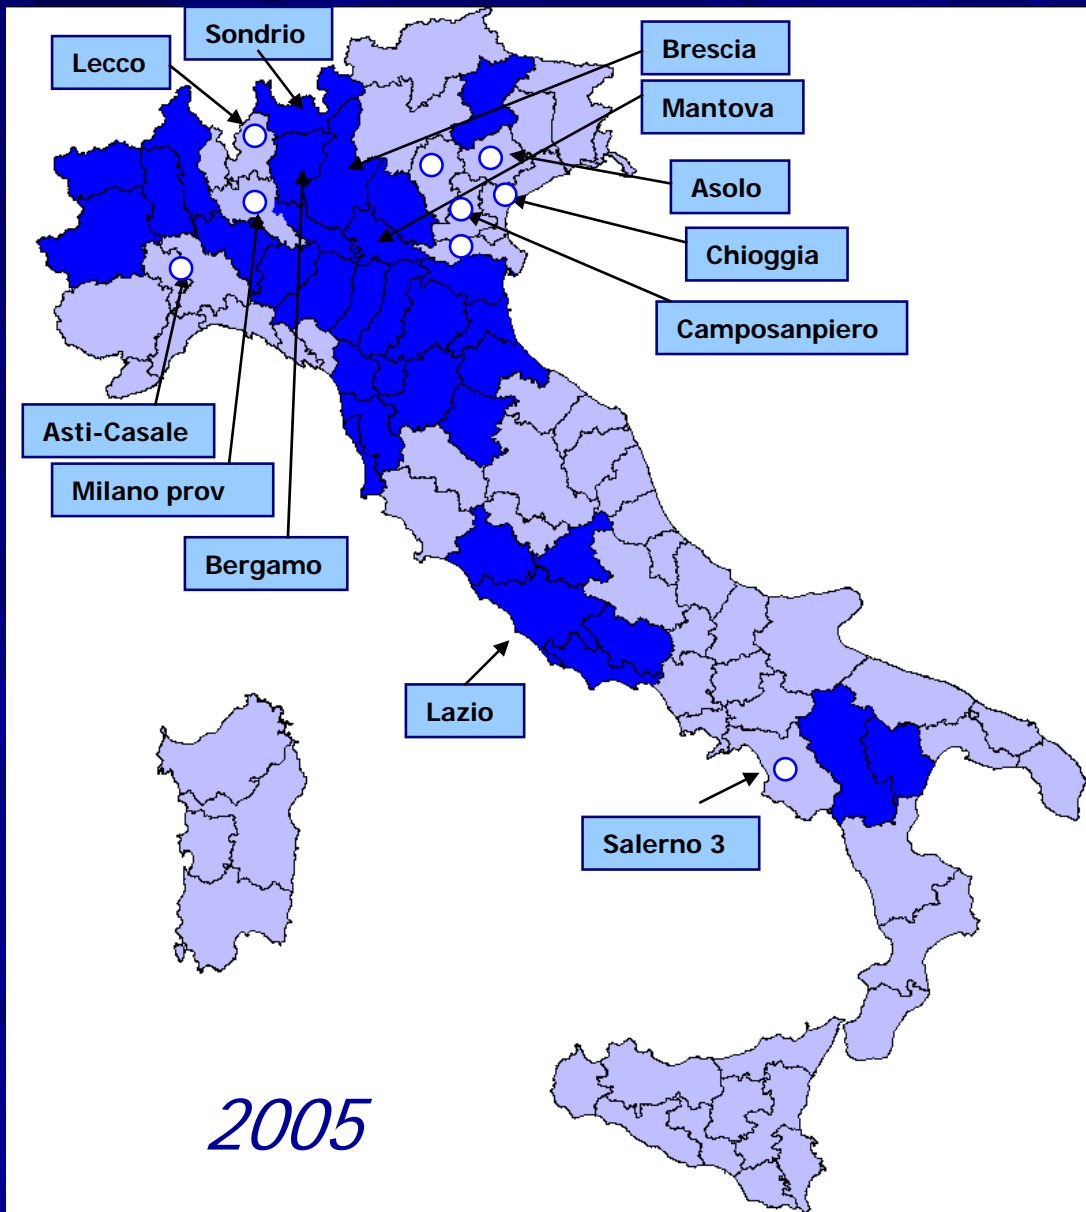 Sondrio
Lecco
Brescia
Mantova
Asolo
Chioggia
Camposanpiero
Asti-Casale
Milano prov
Bergamo
Lazio
Salerno 3
2005